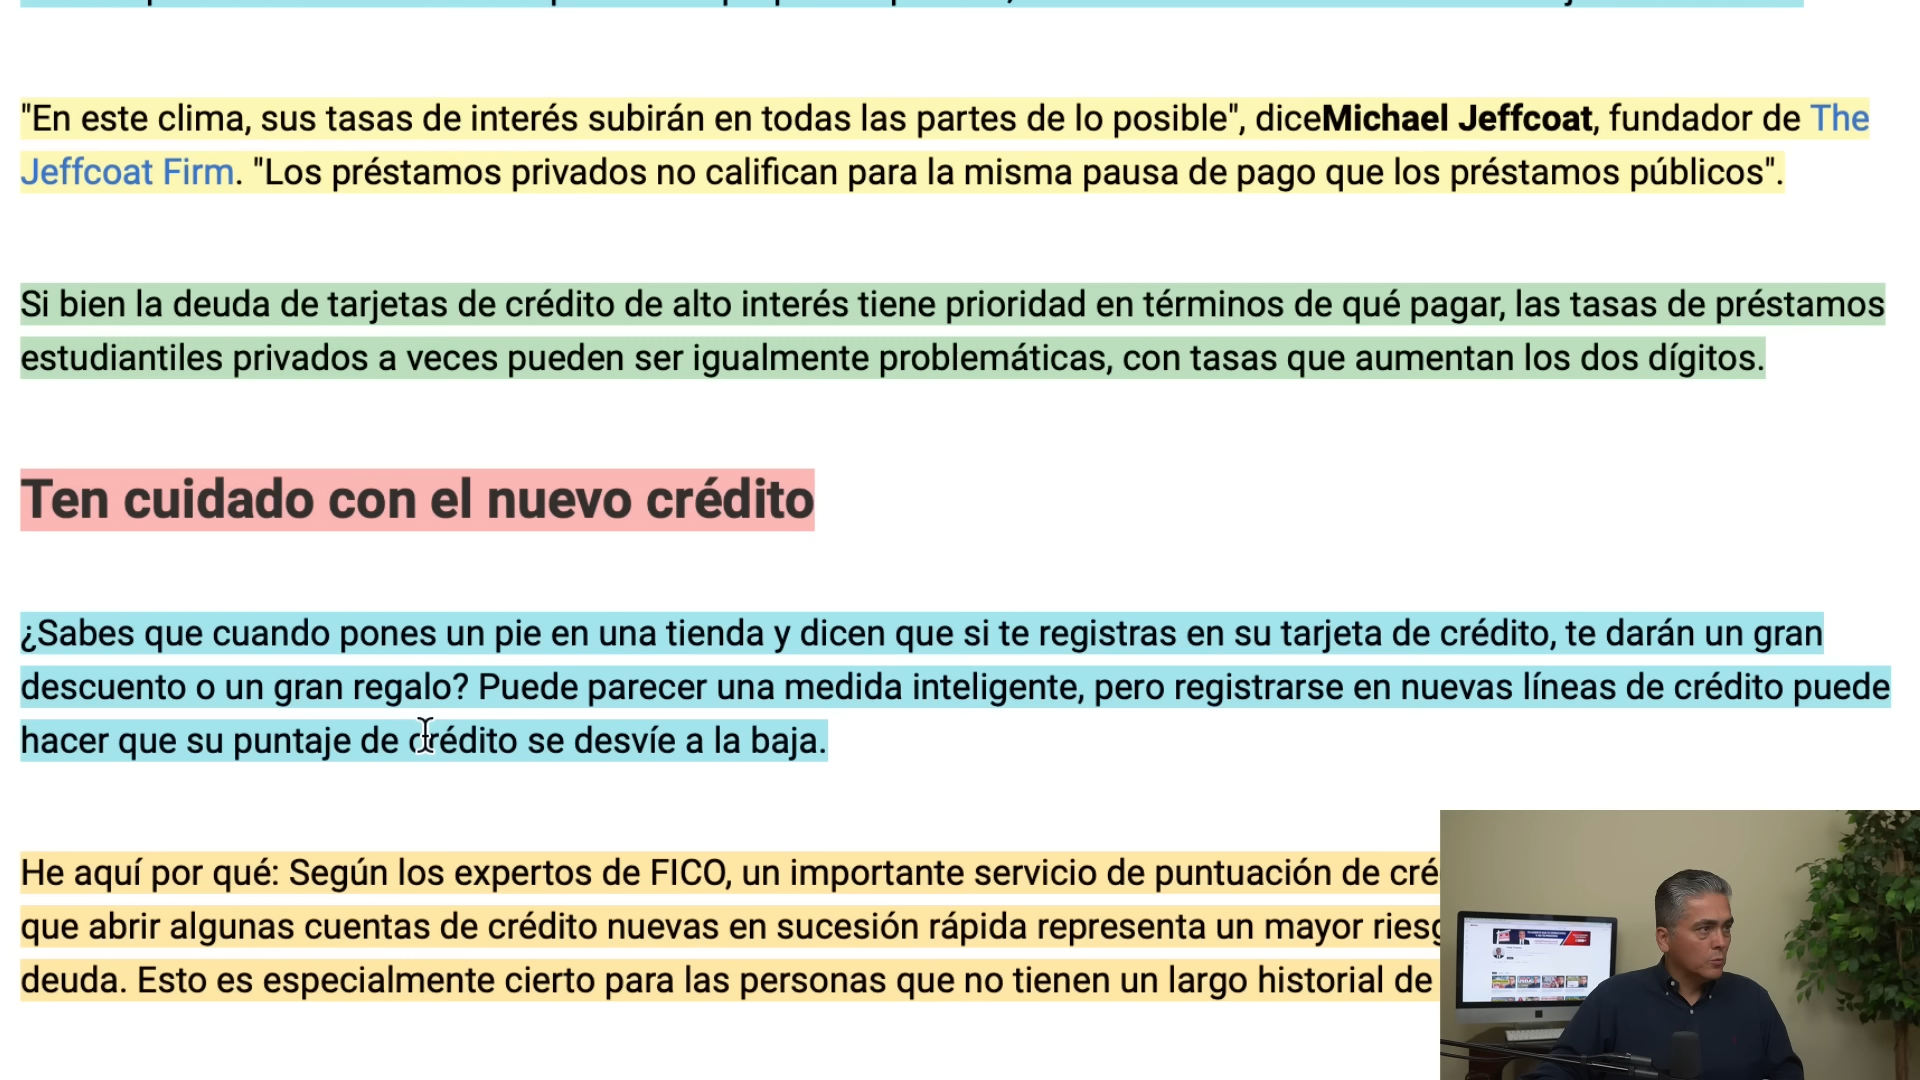 "En este clima, sus tasas de interés subirán en todas las partes de lo posible", diceMichael Jeffcoat, fundador de The
Jeffcoat Firm. "Los préstamos privados no califican para la misma pausa de pago que los préstamos públicos".
Si bien la deuda de tarjetas de crédito de alto interés tiene prioridad en términos de qué pagar, las tasas de préstamos
estudiantiles privados a veces pueden ser igualmente problemáticas, con tasas que aumentan los dos dígitos.
Ten cuidado con el nuevo crédito
¿Sabes que cuando pones un pie en una tienda y dicen que si te registras en su tarjeta de crédito, te darán un gran
descuento o un gran regalo? Puede parecer una medida inteligente, pero registrarse en nuevas líneas de crédito puede
hacer que su puntaje de crédito se desvíe a la baja.
He aquí por qué: Según los expertos de FICO, un importante servicio de puntuación de cré
que abrir algunas cuentas de crédito nuevas en sucesión rápida representa un mayor riesg
deuda. Esto es especialmente cierto para las personas que no tienen un largo historial de